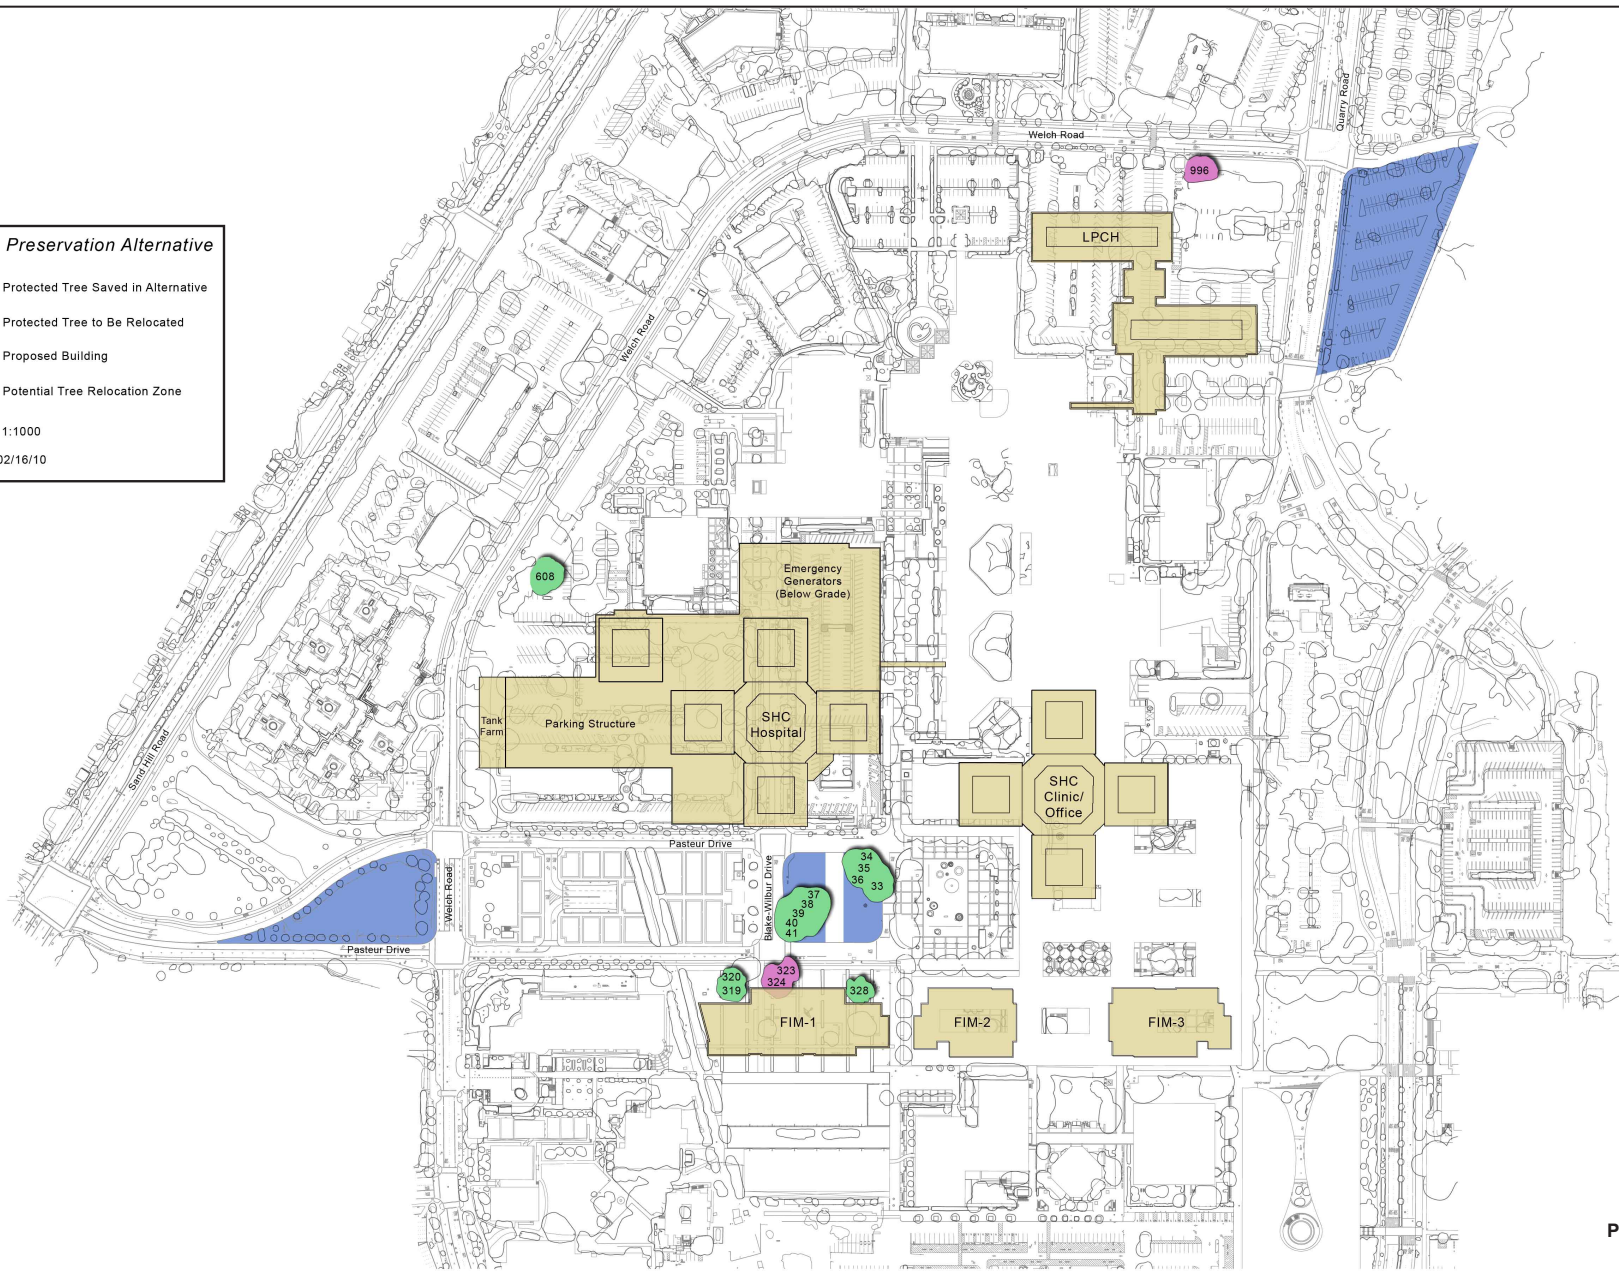 Preservation Alternative
Protected Tree Saved in Alternative
Protected Tree to Be Relocated
Proposed Building
Potential Tree Relocation Zone
1:1000
02/16/10
Welch Road
Quarry Road
996
LPCH
Welch Road
608
Emergency
Generators
(Below Grade)
Tank
Farm
Parking Structure
SHC
Hospital
Sand Hill Road
SHC
Clinic/
Office
Pasteur Drive
Welch Road
Blake-Wilbur Drive
34
35
36
33
37
38
39
40
41
Pasteur Drive
320
319
323
324
328
FIM-1
FIM-2
FIM-3
P